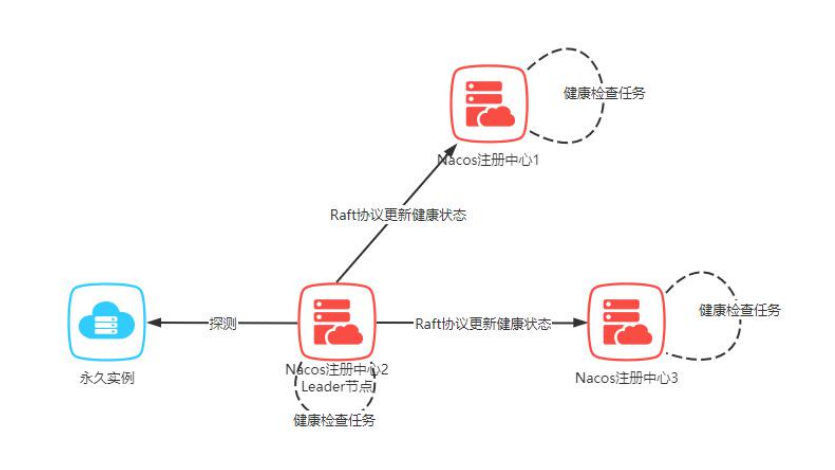 健康检查任务
Nacos注册中心1
Raft协议更新健康状态
健康检查任务
探测
Raft协议更新健康状态
永久实例
Nacos注册中心2
Leader节点
Nacos注册中心3
健康检查任务